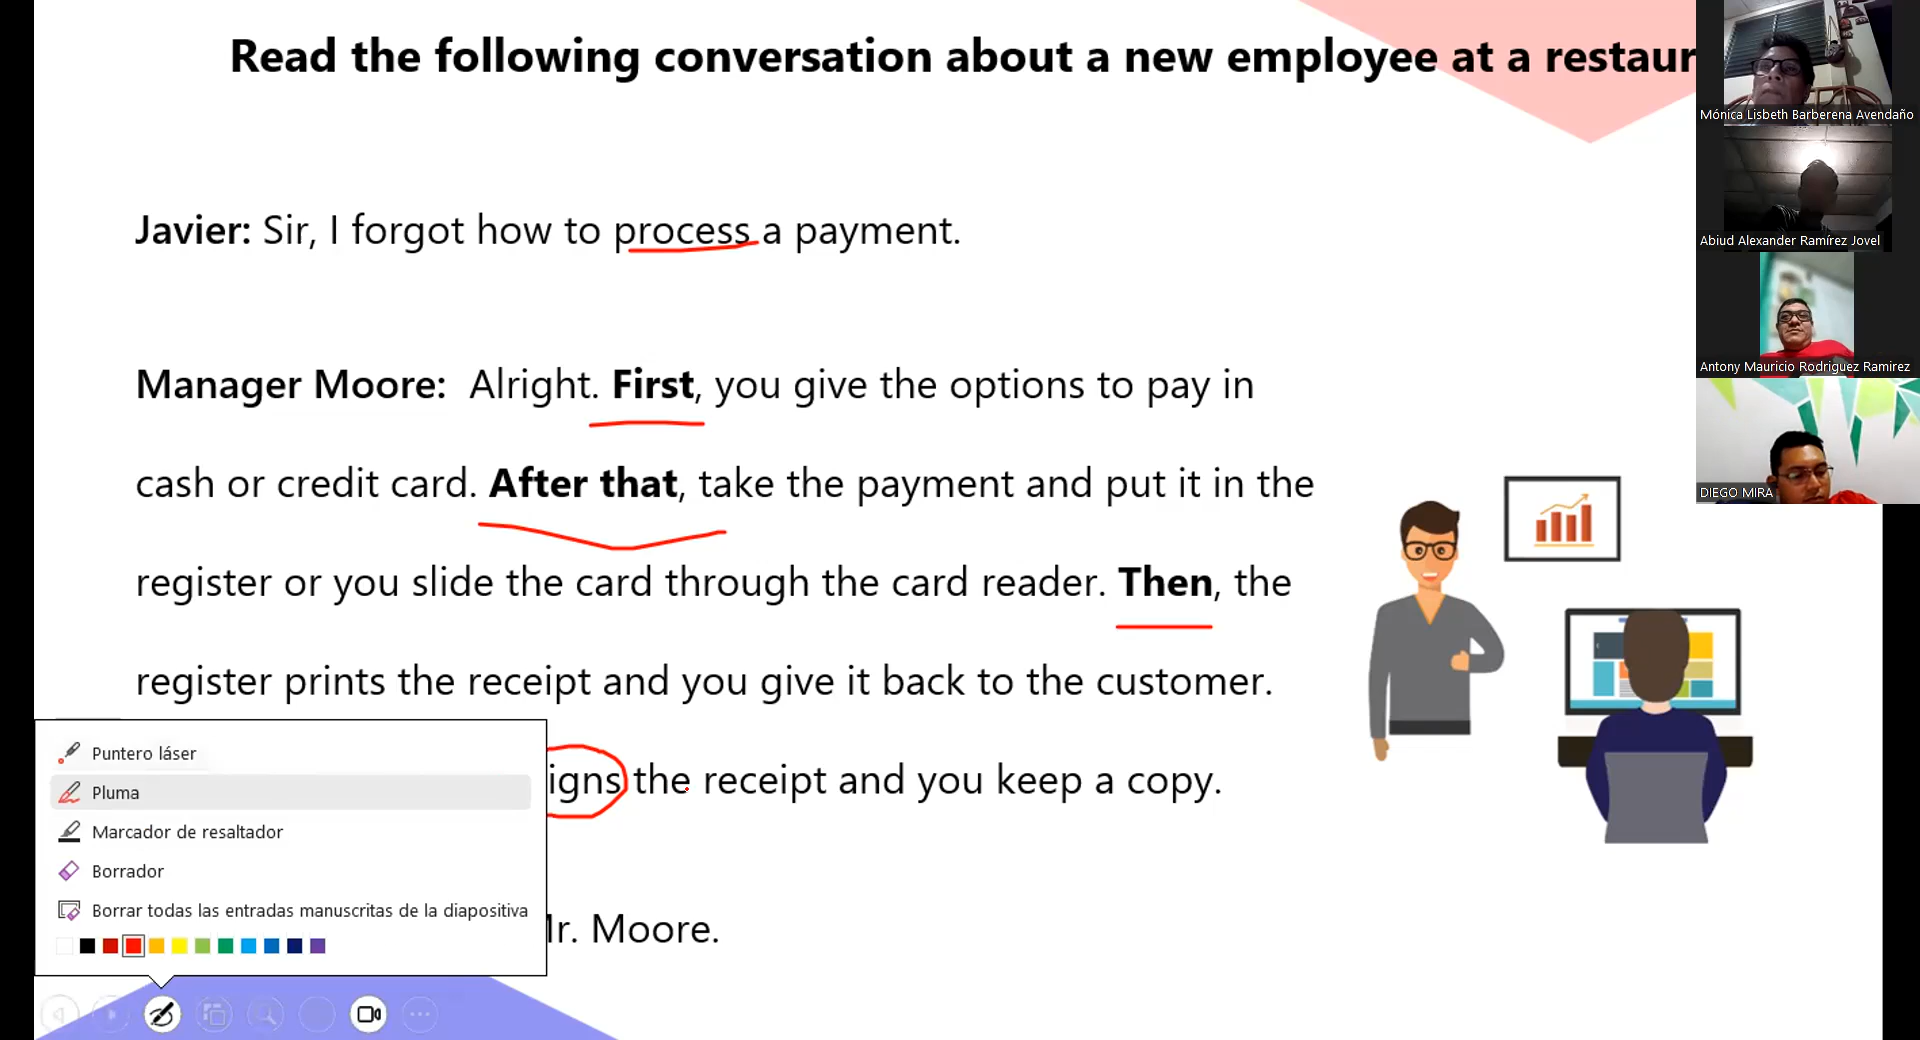 Read the following conversation about a new employee at a restaur
Javier: Sir, I forgot how to process a payment.
Manager Moore: Alright. First, you give the options to pay in
cash or credit card. After that, take the payment and put it in the
register or you slide the card through the card reader. Then, the
register prints the receipt and you give it back to the customer.
igns the receipt and you keep a copy.
Mr. Moore.
Puntero láser
Pluma
Marcador de resaltador
Borrador
Borrar todas las entradas manuscritas de la diapositiva
Mónica Lisbeth Barberena Avendaño
Abiud Alexander Ramírez Jovel
Antony Mauricio Rodriguez Ramirez
DIEGO MIRA